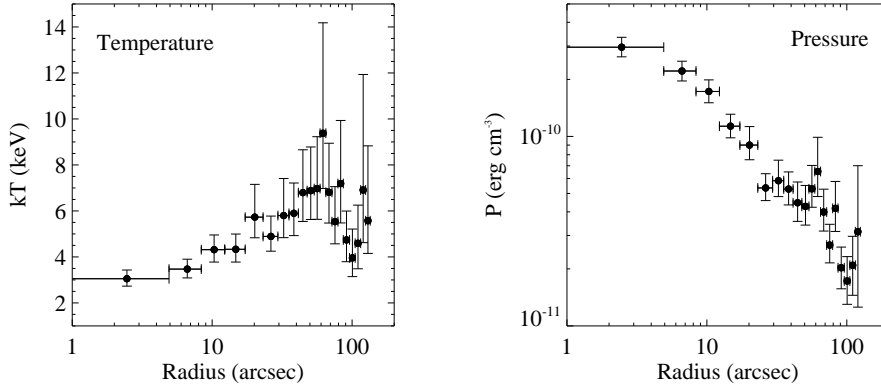 Temperature
kT (keV)
14
12
10
8
6
4
2
1
10
100
Radius (arcsec)
Pressure
P (erg cm⁻³)
10⁻¹⁰
10⁻¹¹
1
10
100
Radius (arcsec)